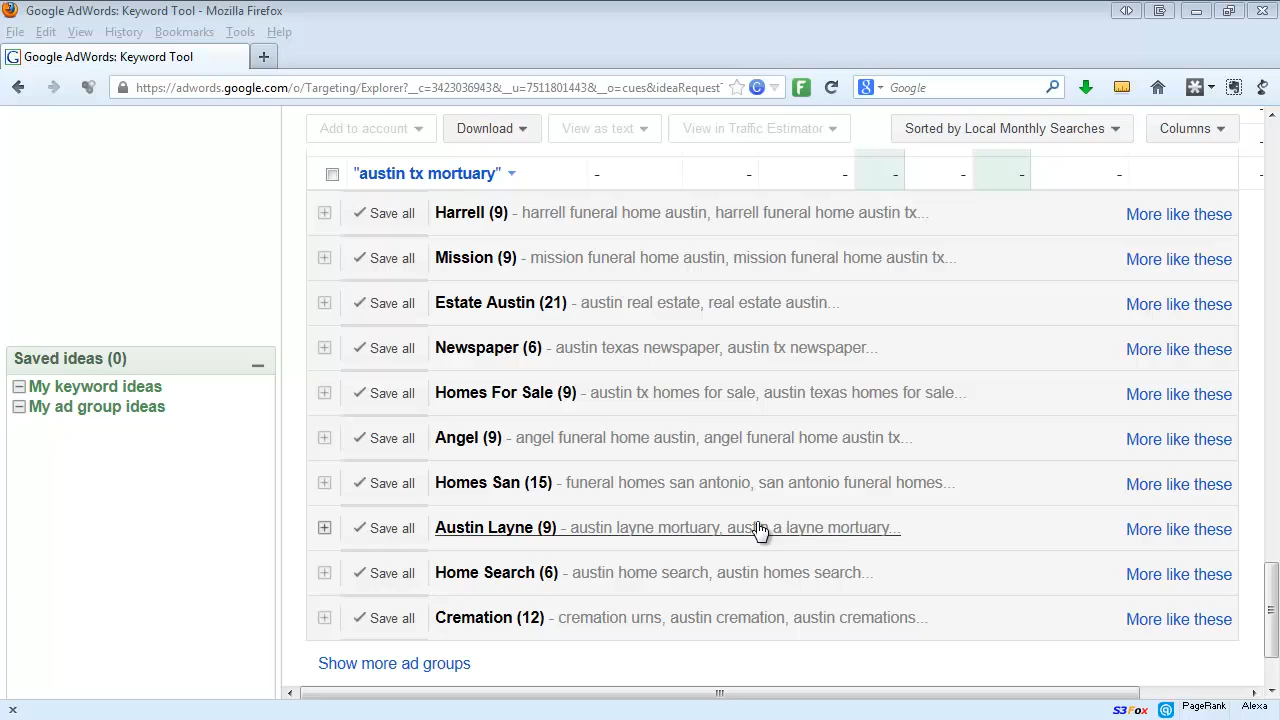 Google AdWords: Keyword Tool - Mozilla Firefox
File Edit View History Bookmarks Tools Help
Google AdWords: Keyword Tool
https://adwords.google.com/o/Targeting/Explorer?__c=3423036943&__u=7511801443&__o=cues&ideaRequest
Google
Add to account Download View as text View in Traffic Estimator Sorted by Local Monthly Searches Columns
"austin tx mortuary" - - - - - -
Save all Harrell (9) - harrell funeral home austin, harrell funeral home austin tx... More like these
Save all Mission (9) - mission funeral home austin, mission funeral home austin tx... More like these
Save all Estate Austin (21) - austin real estate, real estate austin... More like these
Save all Newspaper (6) - austin texas newspaper, austin tx newspaper... More like these
Save all Homes For Sale (9) - austin tx homes for sale, austin texas homes for sale... More like these
Save all Angel (9) - angel funeral home austin, angel funeral home austin tx... More like these
Save all Homes San (15) - funeral homes san antonio, san antonio funeral homes... More like these
Save all Austin Layne (9) - austin layne mortuary, austin a layne mortuary... More like these
Save all Home Search (6) - austin home search, austin homes search... More like these
Save all Cremation (12) - cremation urns, austin cremation, austin cremations... More like these
Show more ad groups
Saved ideas (0)
My keyword ideas
My ad group ideas
S3Fox PageRank Alexa